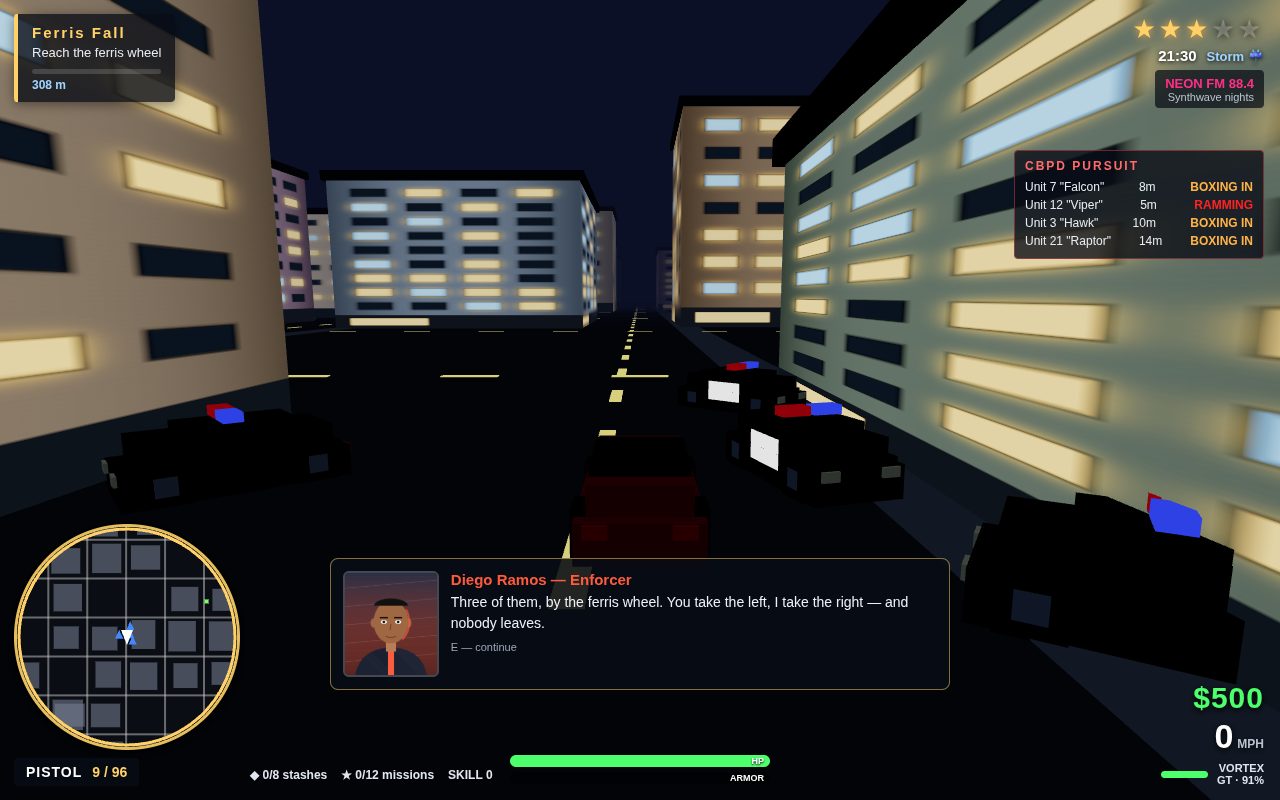 Ferris Fall
Reach the ferris wheel
308 m
★★★★★
21:30 Storm ☔
NEON FM 88.4
Synthwave nights
CBPD PURSUIT
Unit 7 "Falcon" 8m BOXING IN
Unit 12 "Viper" 5m RAMMING
Unit 3 "Hawk" 10m BOXING IN
Unit 21 "Raptor" 14m BOXING IN
Diego Ramos — Enforcer
Three of them, by the ferris wheel. You take the left, I take the right — and
nobody leaves.
E — continue
$500
0 MPH
VORTEX
GT · 91%
PISTOL 9 / 96
◆ 0/8 stashes ★ 0/12 missions SKILL 0
HP
ARMOR